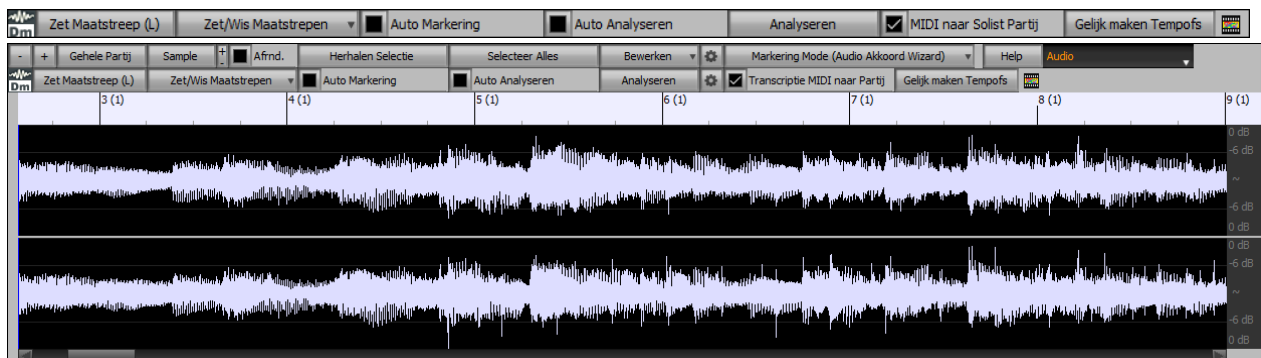 Dm Zet Maatstreep (L) Zet/Wis Maatstrepen Auto Markering Auto Analyseren Analyseren MIDI naar Solist Partij Gelijk maken Tempofs
- + Gehele Partij Sample + - Afrnd. Herhalen Selectie Selecteer Alles Bewerken Markering Mode (Audio Akkoord Wizard) Help Audio
Dm Zet Maatstreep (L) Zet/Wis Maatstrepen Auto Markering Auto Analyseren Analyseren Transcriptie MIDI naar Partij Gelijk maken Tempofs
3 (1) 4 (1) 5 (1) 6 (1) 7 (1) 8 (1) 9 (1)
0 dB
-6 dB
~
-6 dB
0 dB
0 dB
-6 dB
~
-6 dB
0 dB